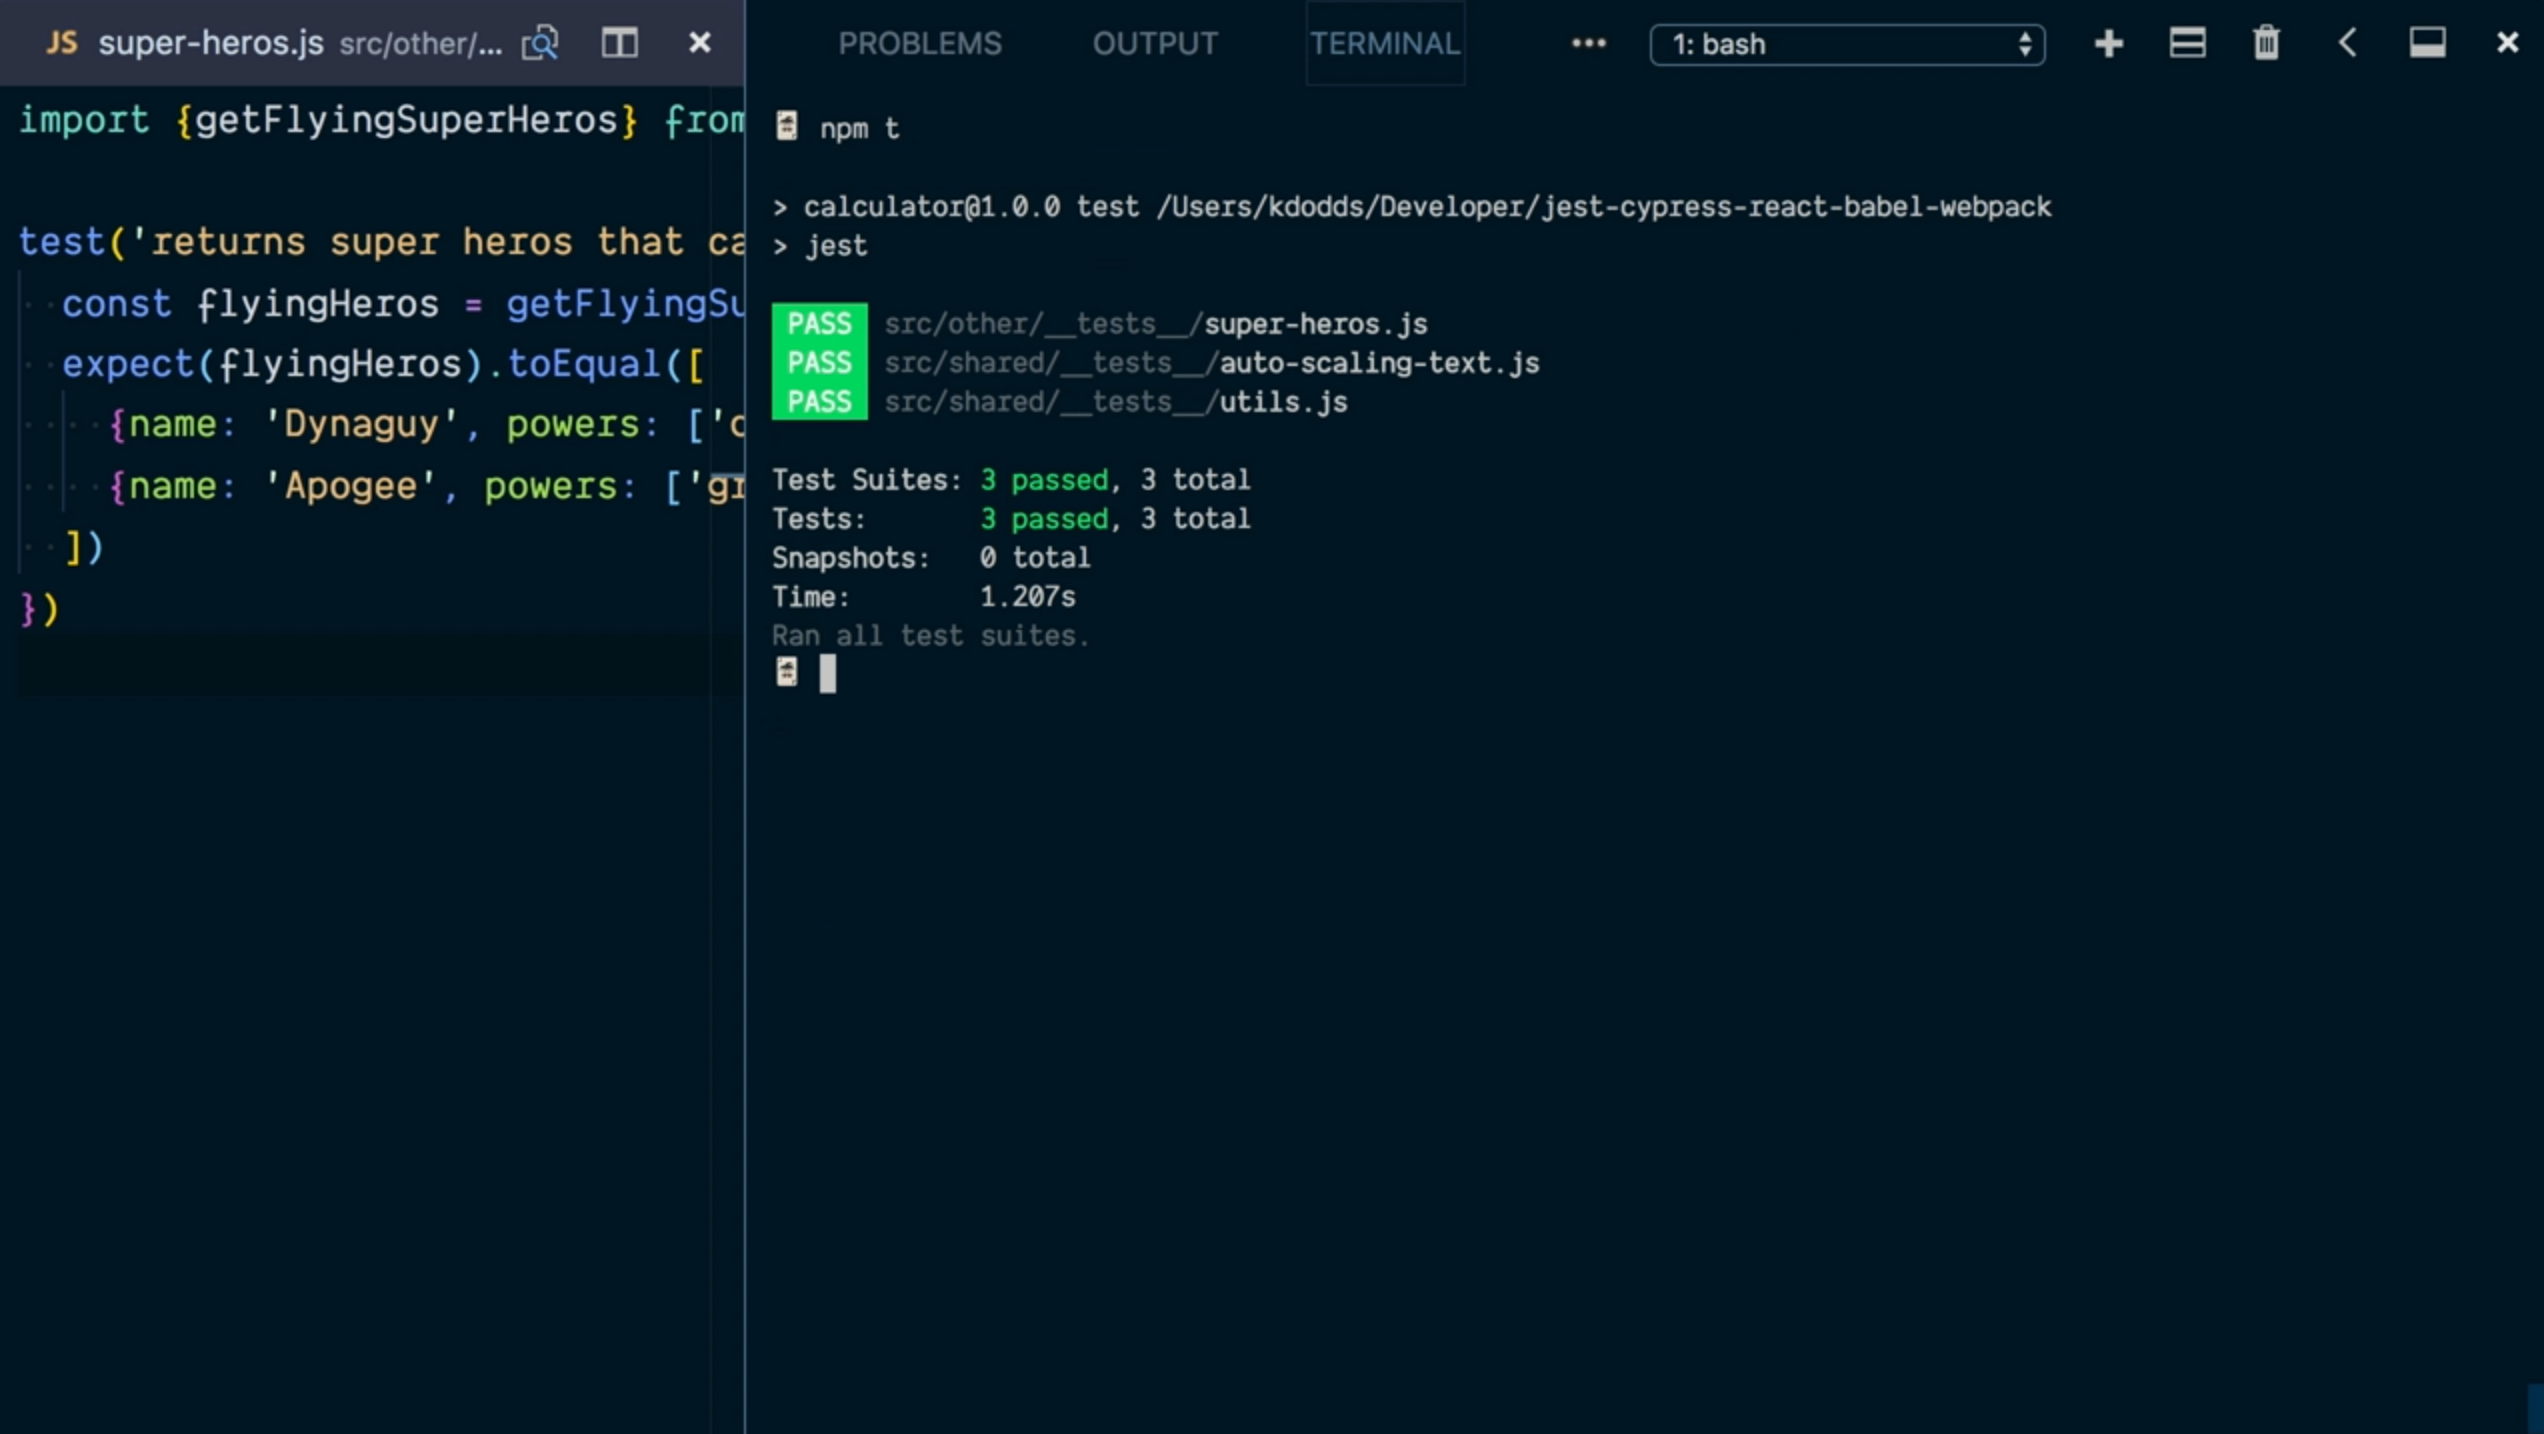 JS super-heros.js src/other/...
import {getFlyingSuperHeros} from
test('returns super heros that ca
const flyingHeros = getFlyingSu
expect(flyingHeros).toEqual([
{name: 'Dynaguy', powers: ['d
{name: 'Apogee', powers: ['gr
])
})
PROBLEMS OUTPUT TERMINAL ... 1: bash
npm t
> calculator@1.0.0 test /Users/kdodds/Developer/jest-cypress-react-babel-webpack
> jest
PASS src/other/__tests__/super-heros.js
PASS src/shared/__tests__/auto-scaling-text.js
PASS src/shared/__tests__/utils.js
Test Suites: 3 passed, 3 total
Tests: 3 passed, 3 total
Snapshots: 0 total
Time: 1.207s
Ran all test suites.